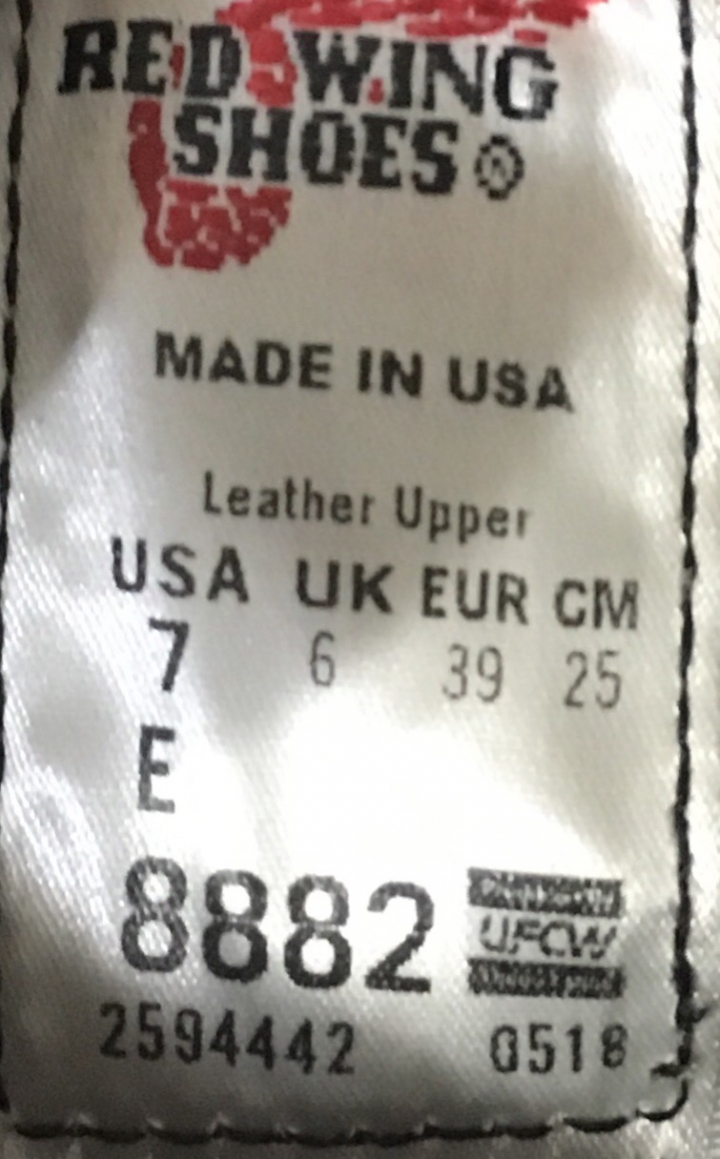 RED WING
SHOES ®
MADE IN USA
Leather Upper
USA UK EUR CM
7 6 39 25
E
8882
UFCW
2594442 0518